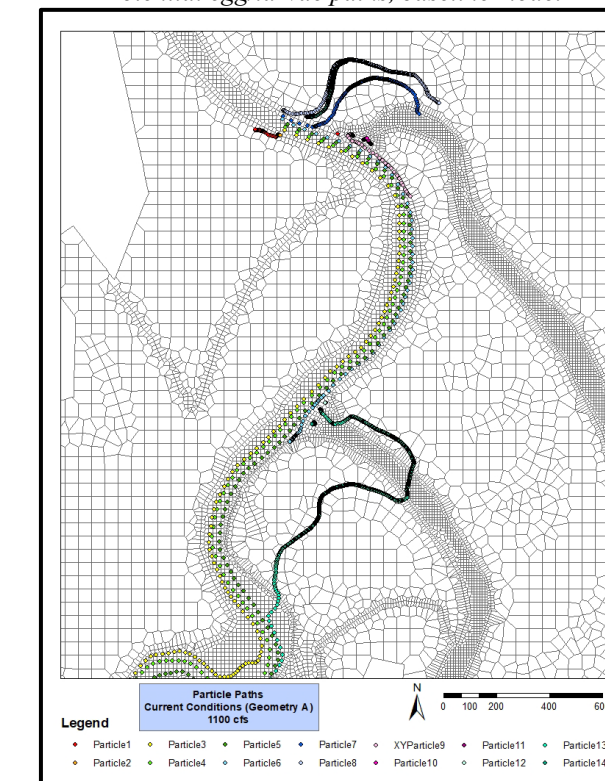 Particle Paths
Current Conditions (Geometry A)
1100 cfs
N
0 100 200 400
Legend
Particle1 Particle3 Particle5 Particle7 XYParticle9 Particle11 Particle13
Particle2 Particle4 Particle6 Particle8 Particle10 Particle12 Particle14